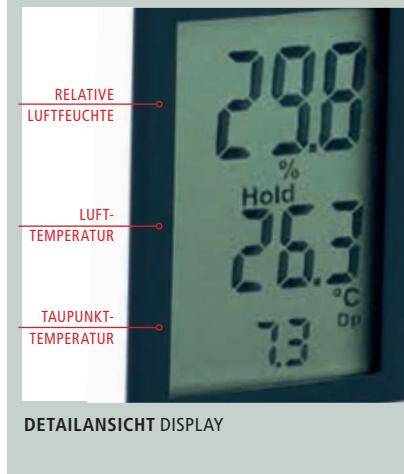 RELATIVE
LUFTFEUCHTE
29.8
%
Hold
LUFT-
TEMPERATUR
26.3
°C
Dp
TAUPUNKT-
TEMPERATUR
7.3
DETAILANSICHT DISPLAY